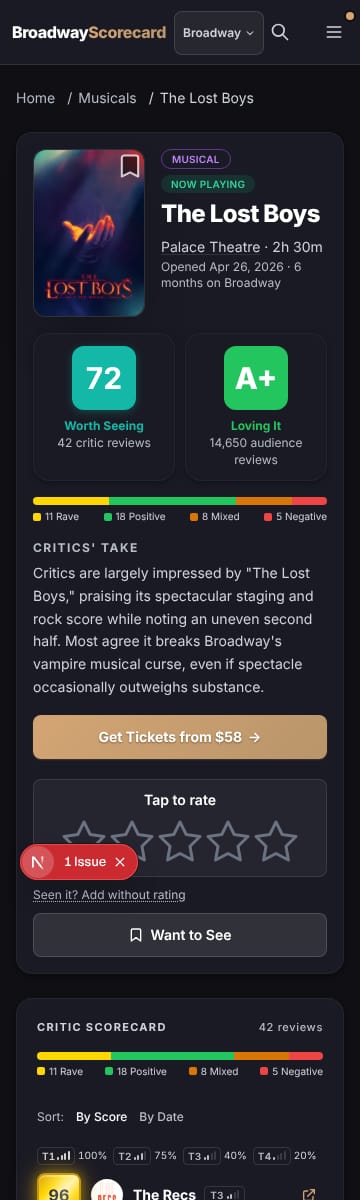 BroadwayScorecard Broadway
Home / Musicals / The Lost Boys
MUSICAL
NOW PLAYING
The Lost Boys
Palace Theatre · 2h 30m
Opened Apr 26, 2026 · 6
months on Broadway
THE
LOST BOYS
72
Worth Seeing
42 critic reviews
A+
Loving It
14,650 audience
reviews
11 Rave 18 Positive 8 Mixed 5 Negative
CRITICS' TAKE
Critics are largely impressed by "The Lost
Boys," praising its spectacular staging and
rock score while noting an uneven second
half. Most agree it breaks Broadway's
vampire musical curse, even if spectacle
occasionally outweighs substance.
Get Tickets from $58 →
Tap to rate
N 1 Issue ×
Seen it? Add without rating
Want to See
CRITIC SCORECARD 42 reviews
11 Rave 18 Positive 8 Mixed 5 Negative
Sort: By Score By Date
T1 100% T2 75% T3 40% T4 20%
96 The Recs T3